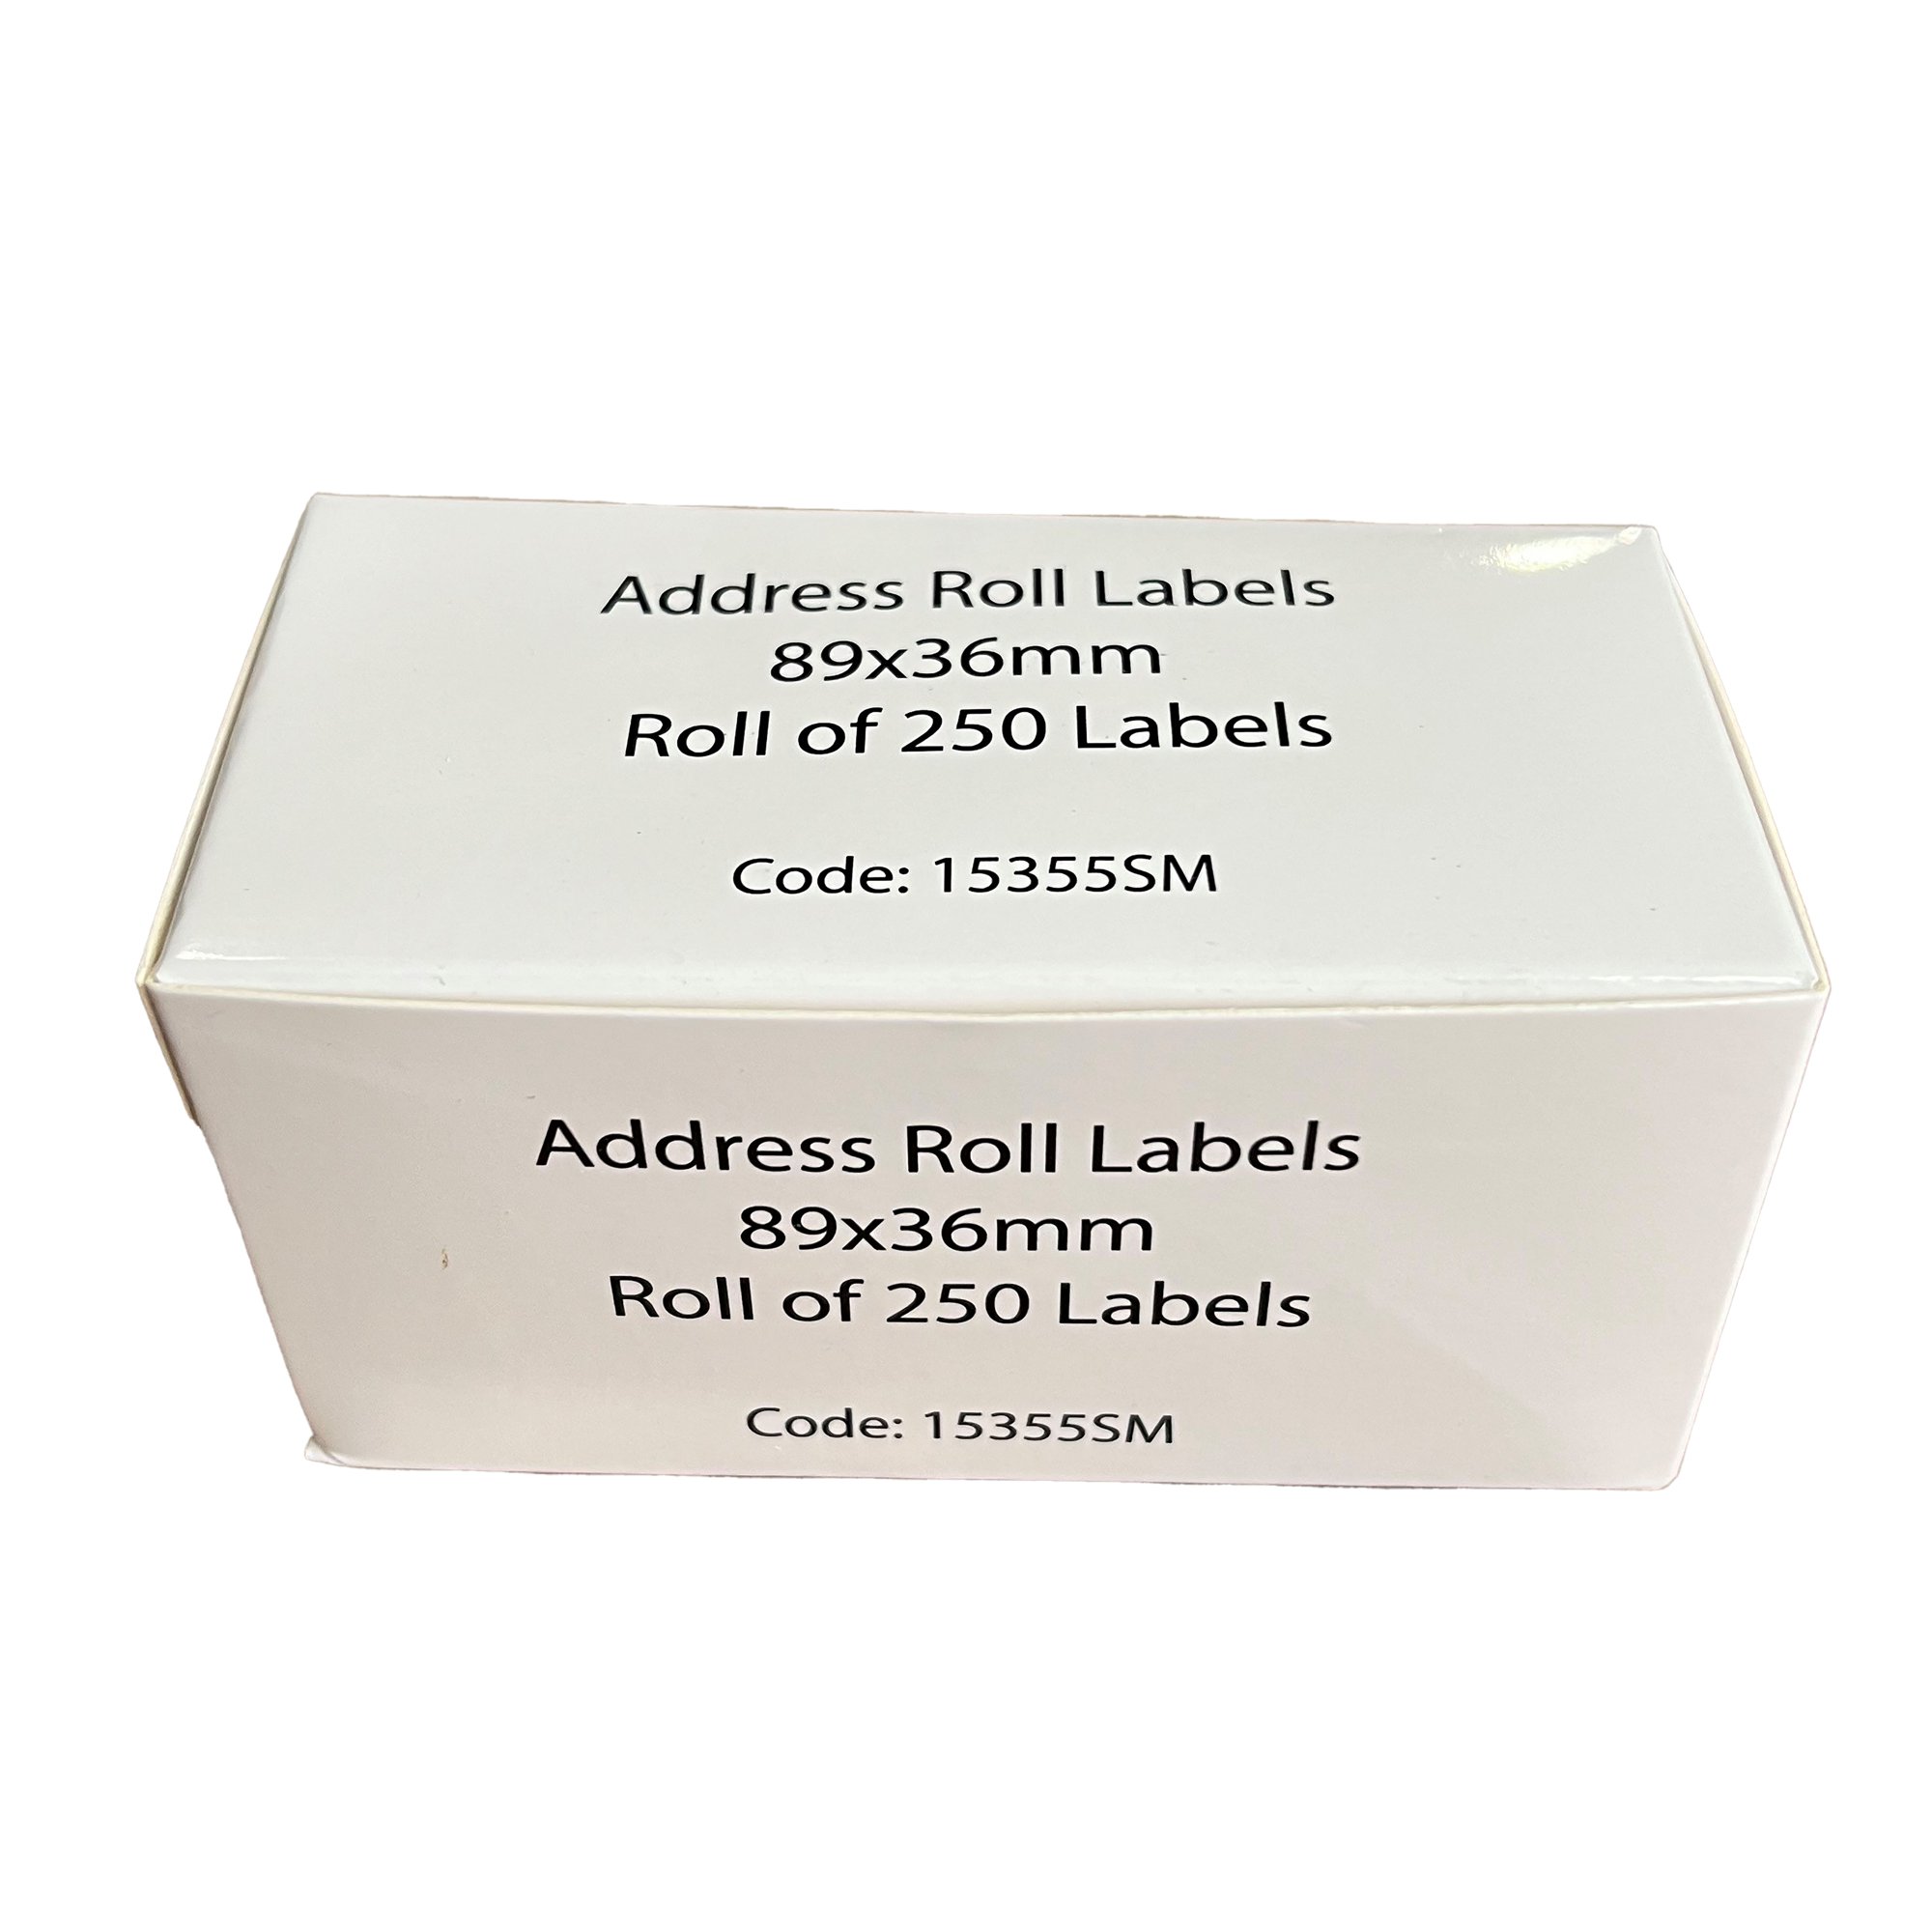 Address Roll Labels
89x36mm
Roll of 250 Labels
Code: 15355SM
Address Roll Labels
89x36mm
Roll of 250 Labels
Code: 15355SM